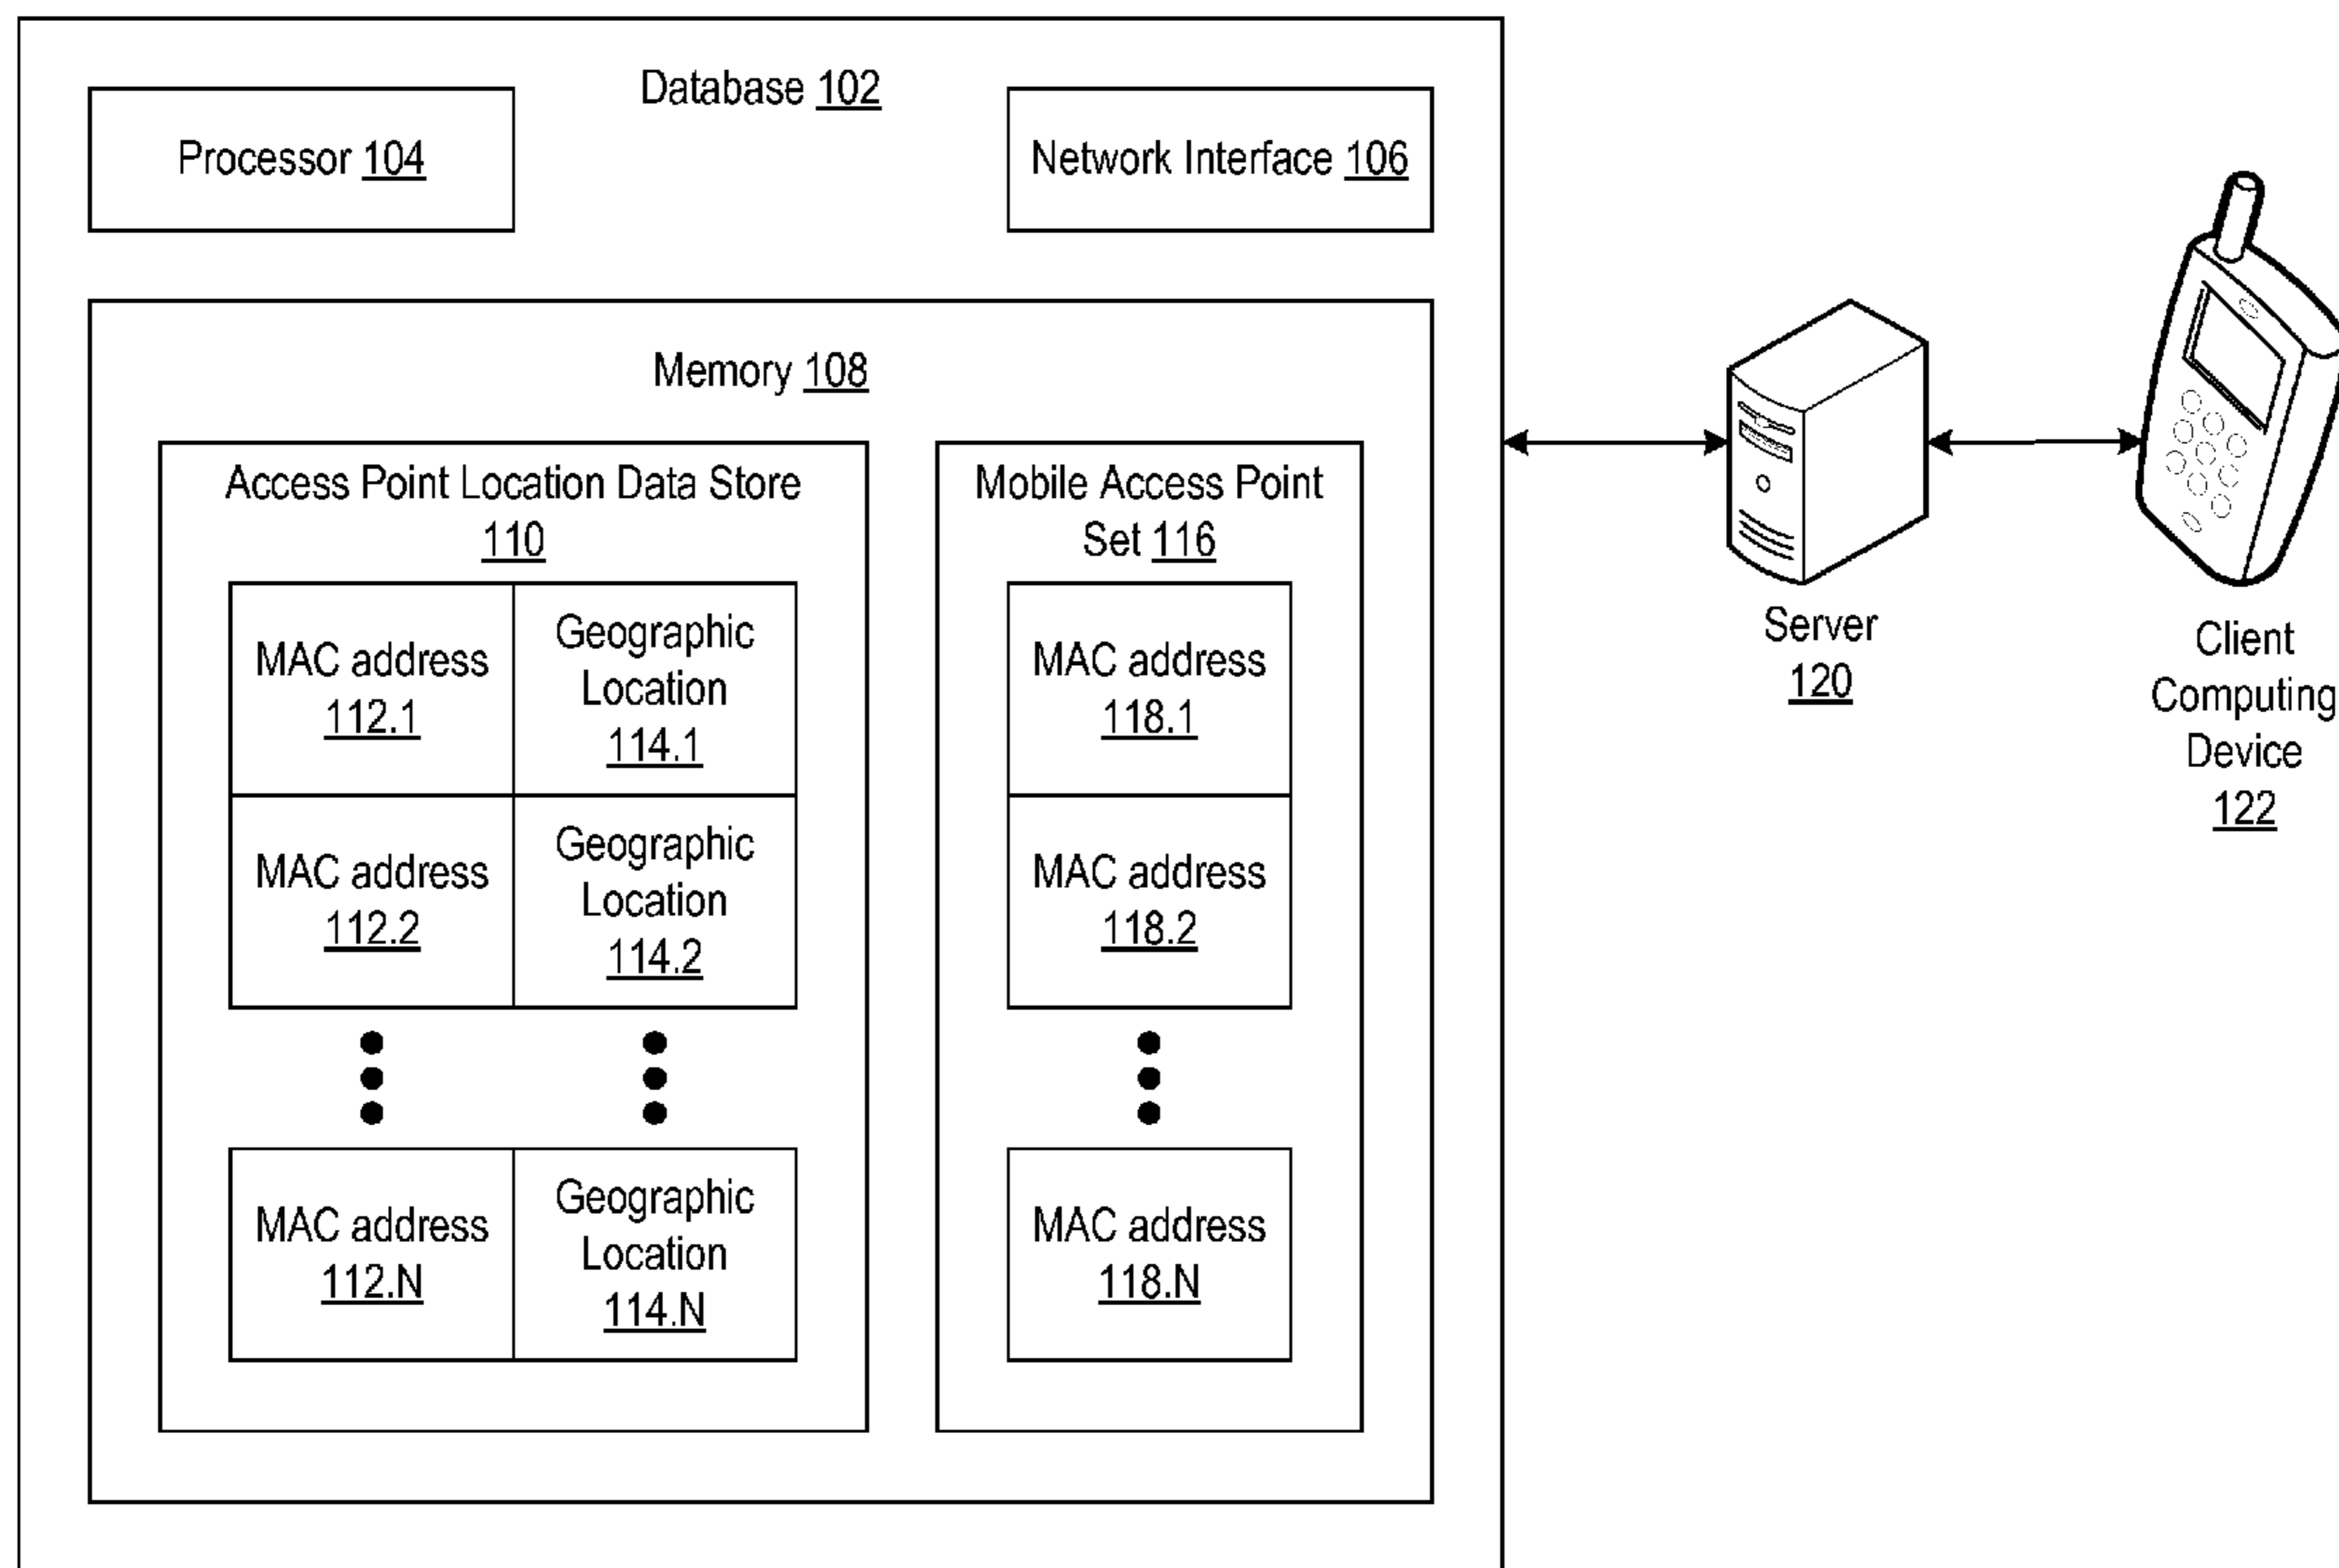 Database 102
Processor 104
Network Interface 106
Memory 108
Access Point Location Data Store
110
MAC address
112.1
Geographic
Location
114.1
MAC address
112.2
Geographic
Location
114.2
MAC address
112.N
Geographic
Location
114.N
Mobile Access Point
Set 116
MAC address
118.1
MAC address
118.2
MAC address
118.N
Server
120
Client
Computing
Device
122